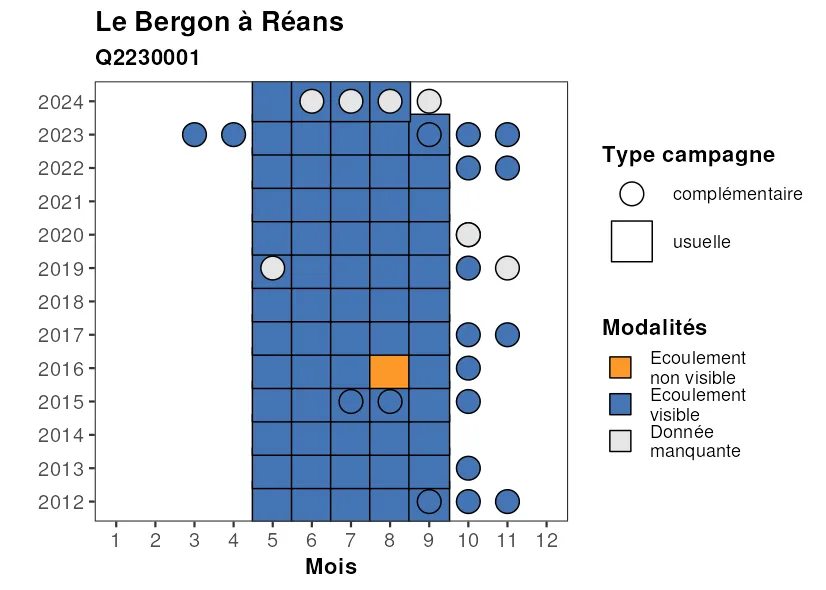 Le Bergon à Réans
Q2230001
2024
2023
2022
2021
2020
2019
2018
2017
2016
2015
2014
2013
2012
1 2 3 4 5 6 7 8 9 10 11 12
Mois
Type campagne
complémentaire
usuelle
Modalités
Ecoulement
non visible
Ecoulement
visible
Donnée
manquante